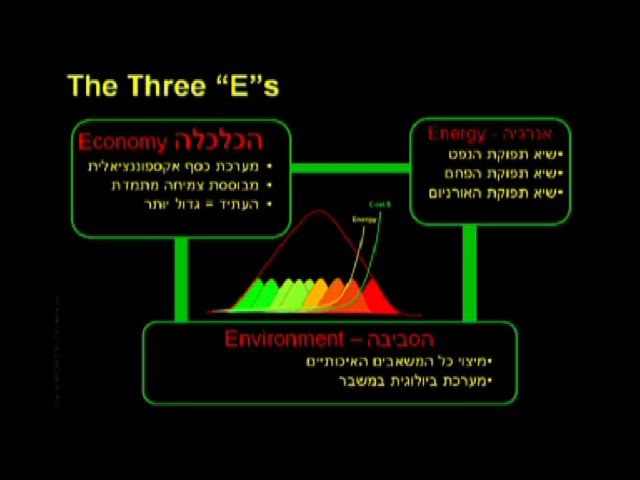 The Three “E”s
Economy הכלכלה
• מערכת כסף אקספוננציאלית
• מבוססת צמיחה מתמדת
• העתיד = גדול יותר
Energy - אנרגיה
•שיא תפוקת הנפט
•שיא תפוקת הפחם
•שיא תפוקת האורניום
Cost $
Energy
Environment – הסביבה
•מיצוי כל המשאבים האיכותיים
•מערכת ביולוגית במשבר